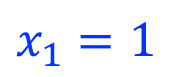 x₁ = 1